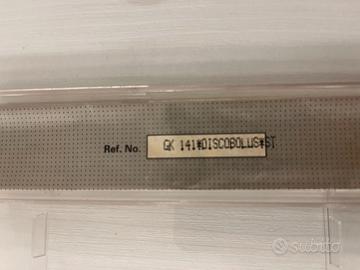 Ref. No. GK 141*DISCOBOLUS*ST
subito